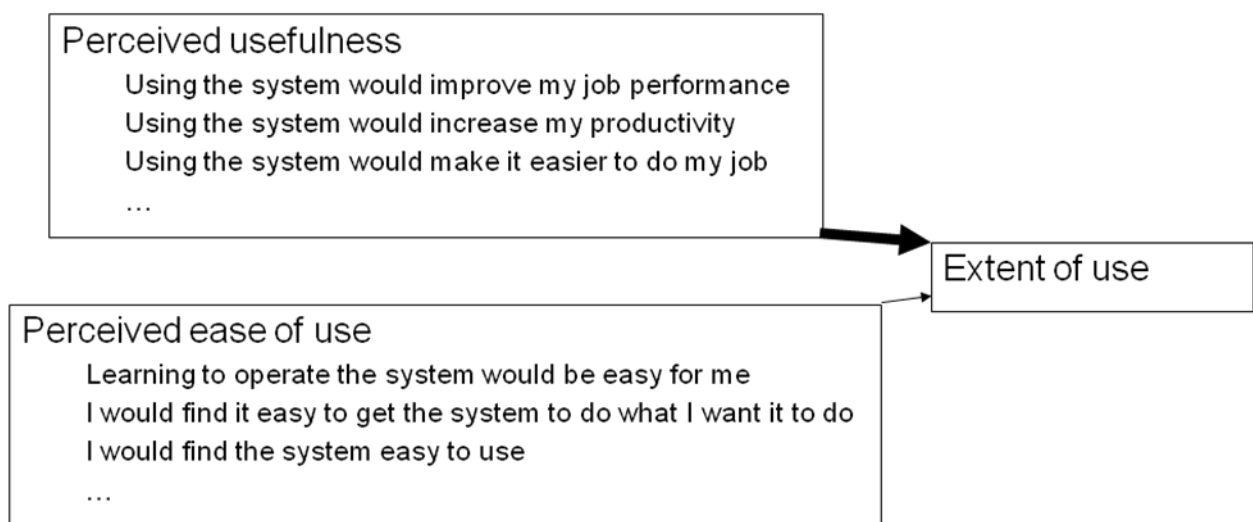 Perceived usefulness
Using the system would improve my job performance
Using the system would increase my productivity
Using the system would make it easier to do my job
...
Extent of use
Perceived ease of use
Learning to operate the system would be easy for me
I would find it easy to get the system to do what I want it to do
I would find the system easy to use
...